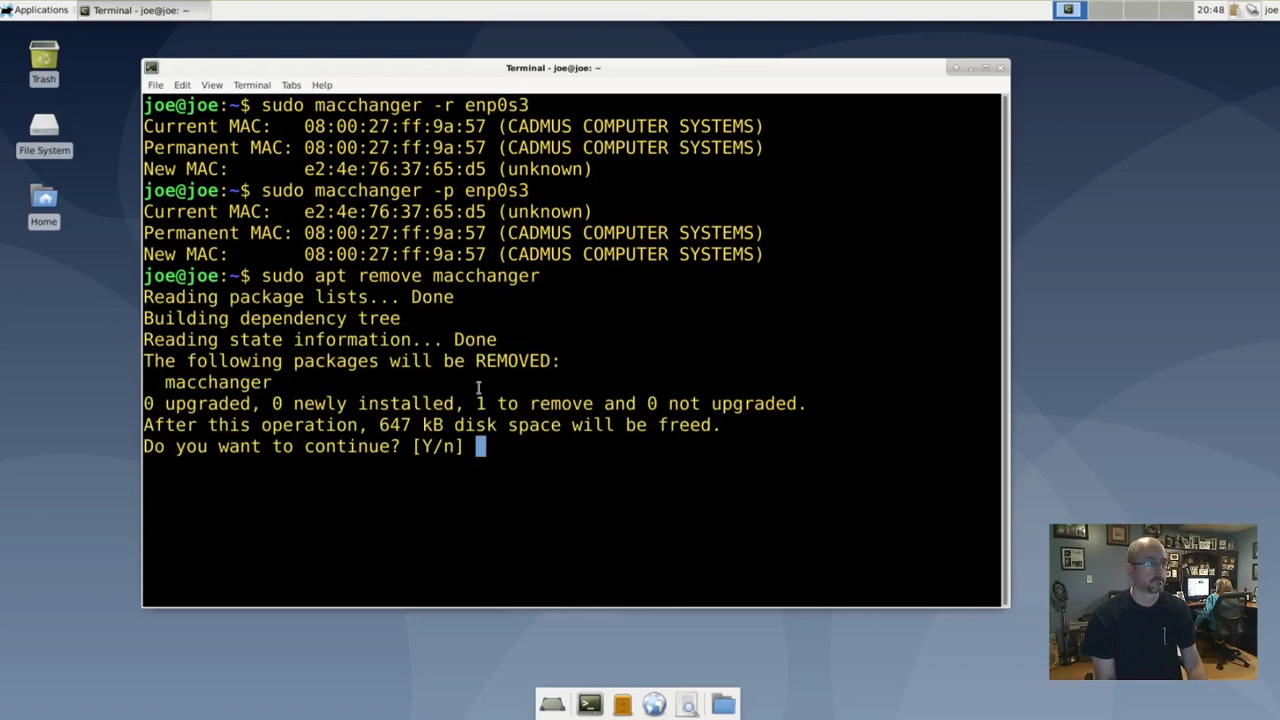 Applications
Terminal - joe@joe: ~
20:48
joe
Trash
File System
Home
Terminal - joe@joe: ~
File Edit View Terminal Tabs Help
joe@joe:~$ sudo macchanger -r enp0s3
Current MAC:   08:00:27:ff:9a:57 (CADMUS COMPUTER SYSTEMS)
Permanent MAC: 08:00:27:ff:9a:57 (CADMUS COMPUTER SYSTEMS)
New MAC:       e2:4e:76:37:65:d5 (unknown)
joe@joe:~$ sudo macchanger -p enp0s3
Current MAC:   e2:4e:76:37:65:d5 (unknown)
Permanent MAC: 08:00:27:ff:9a:57 (CADMUS COMPUTER SYSTEMS)
New MAC:       08:00:27:ff:9a:57 (CADMUS COMPUTER SYSTEMS)
joe@joe:~$ sudo apt remove macchanger
Reading package lists... Done
Building dependency tree
Reading state information... Done
The following packages will be REMOVED:
  macchanger
0 upgraded, 0 newly installed, 1 to remove and 0 not upgraded.
After this operation, 647 kB disk space will be freed.
Do you want to continue? [Y/n]